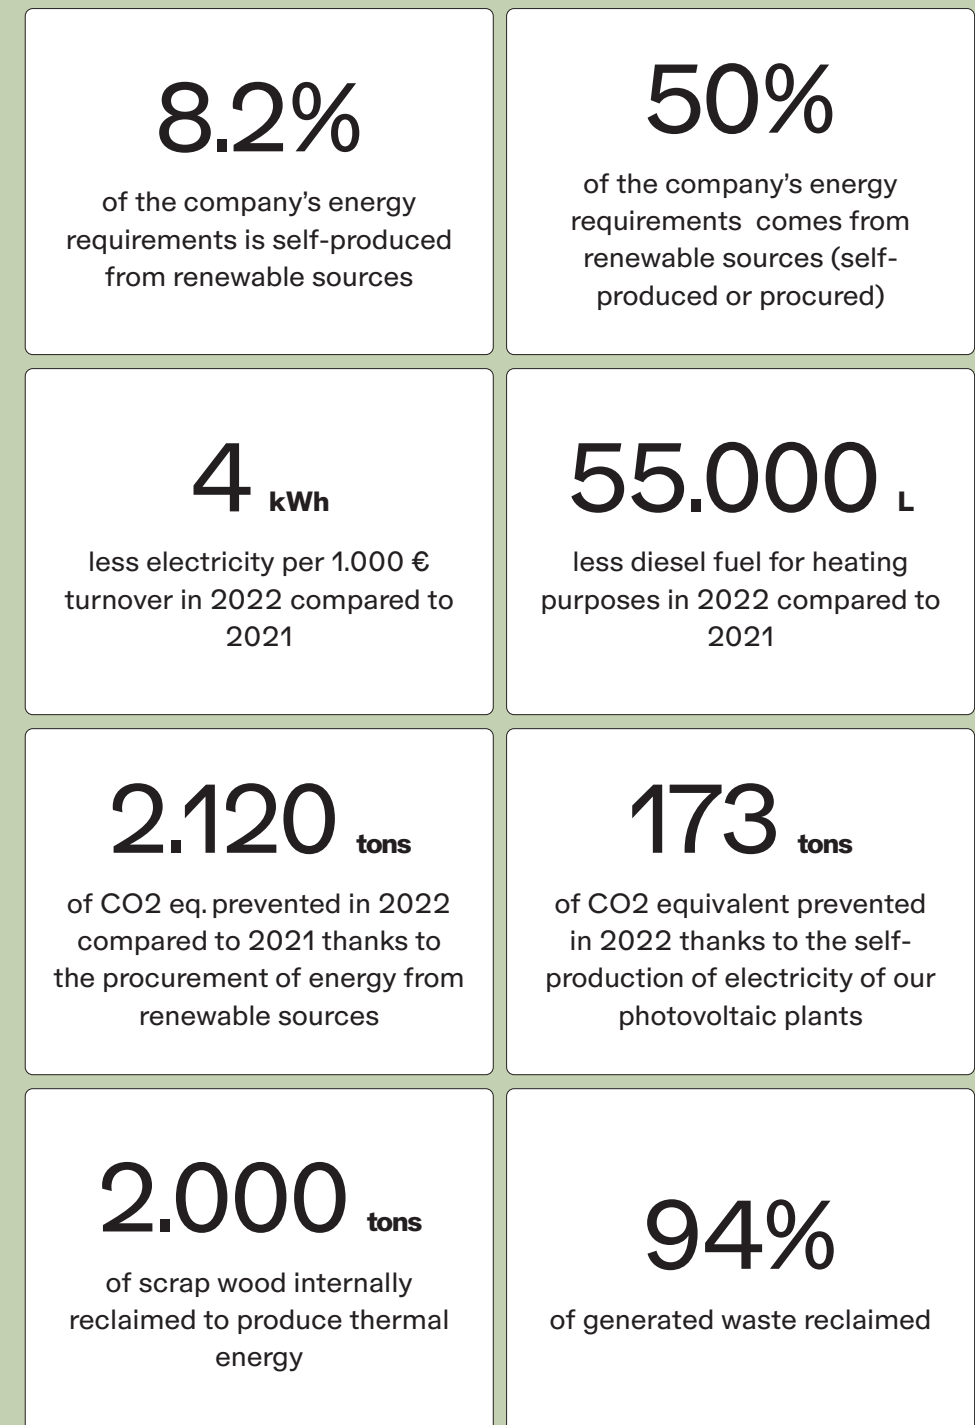 8.2%
of the company’s energy
requirements is self-produced
from renewable sources
50%
of the company’s energy
requirements  comes from
renewable sources (self-
produced or procured)
4 kWh
less electricity per 1.000 €
turnover in 2022 compared to
2021
55.000 L
less diesel fuel for heating
purposes in 2022 compared to
2021
2.120 tons
of CO2 eq. prevented in 2022
compared to 2021 thanks to
the procurement of energy from
renewable sources
173 tons
of CO2 equivalent prevented
in 2022 thanks to the self-
production of electricity of our
photovoltaic plants
2.000 tons
of scrap wood internally
reclaimed to produce thermal
energy
94%
of generated waste reclaimed